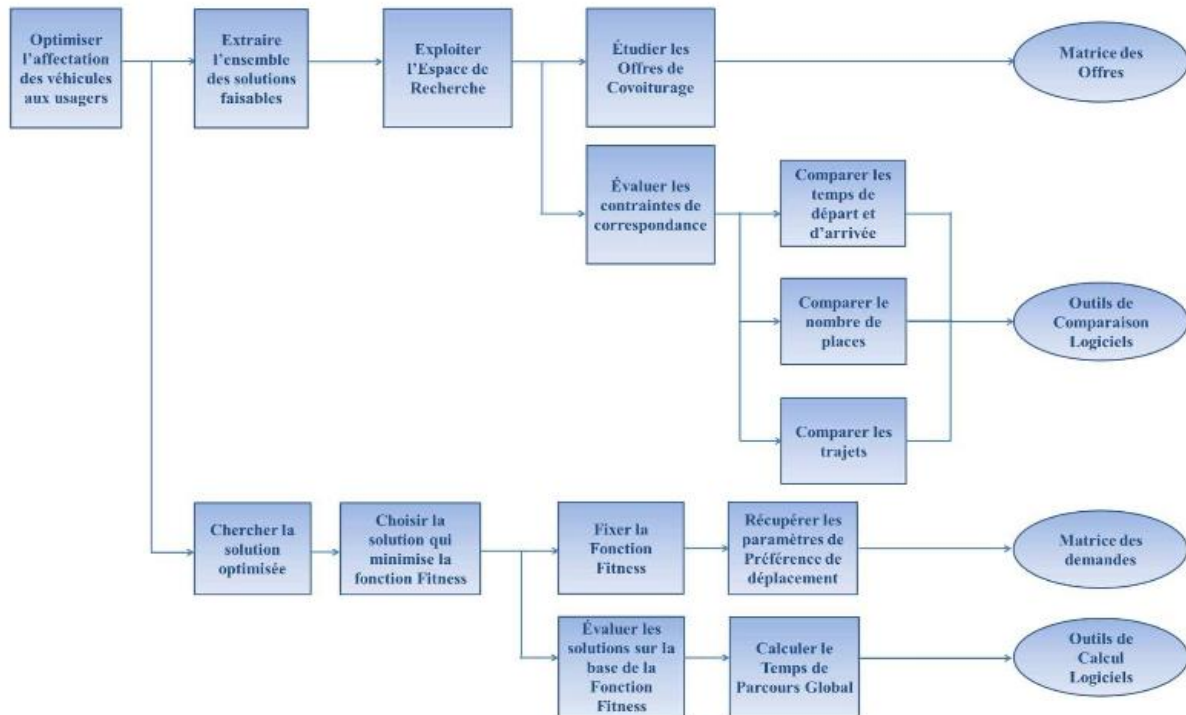 Optimiser
l'affectation
des véhicules
aux usagers
Extraire
l'ensemble
des solutions
faisables
Exploiter
l'Espace de
Recherche
Étudier les
Offres de
Covoiturage
Matrice des
Offres
Évaluer les
contraintes de
correspondance
Comparer les
temps de
départ et
d'arrivée
Comparer le
nombre de
places
Outils de
Comparaison
Logiciels
Comparer les
trajets
Chercher la
solution
optimisée
Choisir la
solution qui
minimise la
fonction Fitness
Fixer la
Fonction
Fitness
Récupérer les
paramètres de
Préférence de
déplacement
Matrice des
demandes
Évaluer les
solutions sur la
base de la
Fonction
Fitness
Calculer le
Temps de
Parcours Global
Outils de
Calcul
Logiciels